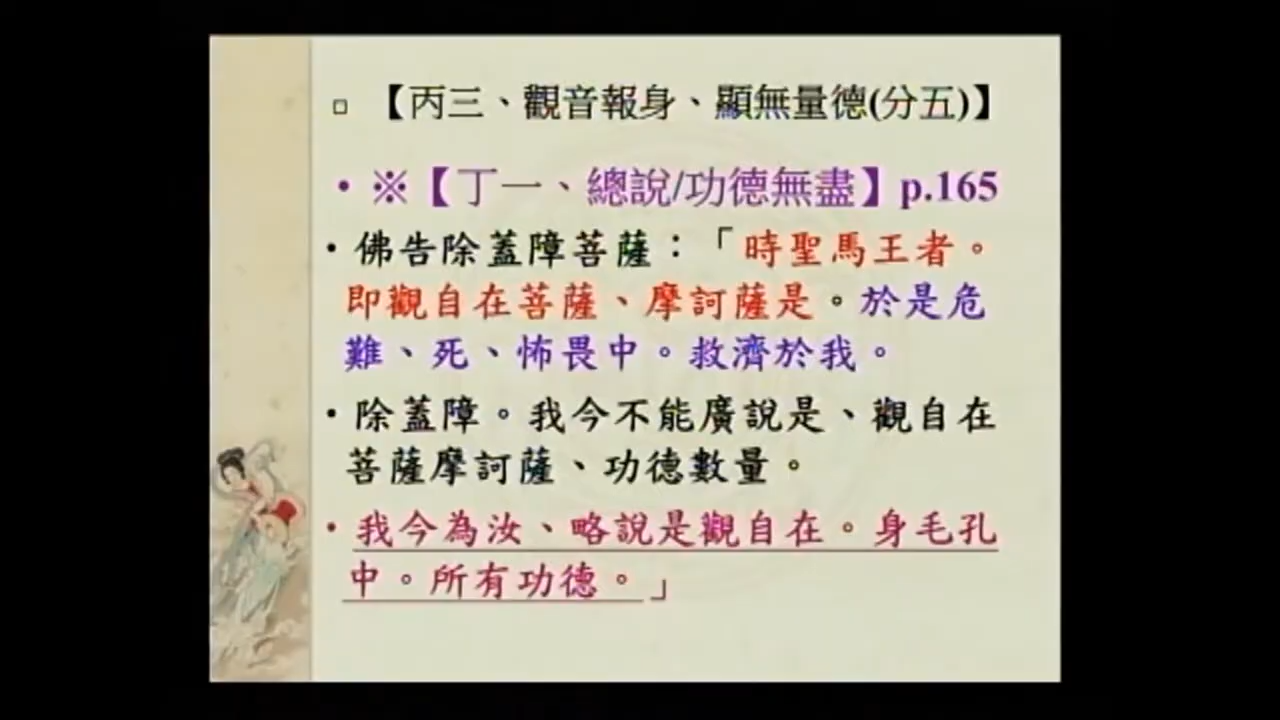 □ 【丙三、觀音報身、顯無量德(分五)】
• ※【丁一、總說/功德無盡】p.165
• 佛告除蓋障菩薩：「時聖馬王者。
即觀自在菩薩、摩訶薩是。於是危
難、死、怖畏中。救濟於我。
• 除蓋障。我今不能廣說是、觀自在
菩薩摩訶薩、功德數量。
• 我今為汝、略說是觀自在。身毛孔
中。所有功德。」